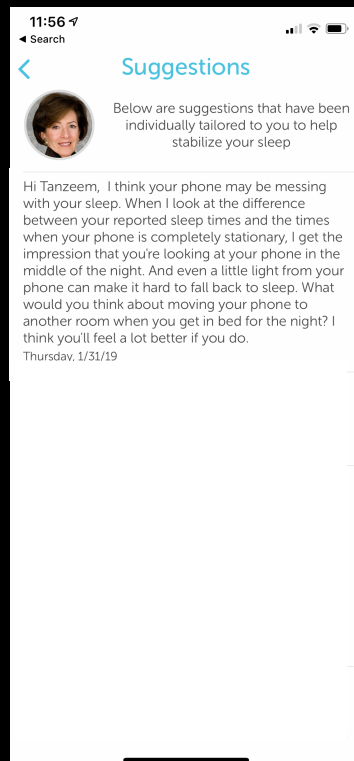 11:56
◀ Search
Suggestions
Below are suggestions that have been
individually tailored to you to help
stabilize your sleep
Hi Tanzeem,  I think your phone may be messing
with your sleep. When I look at the difference
between your reported sleep times and the times
when your phone is completely stationary, I get the
impression that you're looking at your phone in the
middle of the night. And even a little light from your
phone can make it hard to fall back to sleep. What
would you think about moving your phone to
another room when you get in bed for the night? I
think you'll feel a lot better if you do.
Thursday, 1/31/19